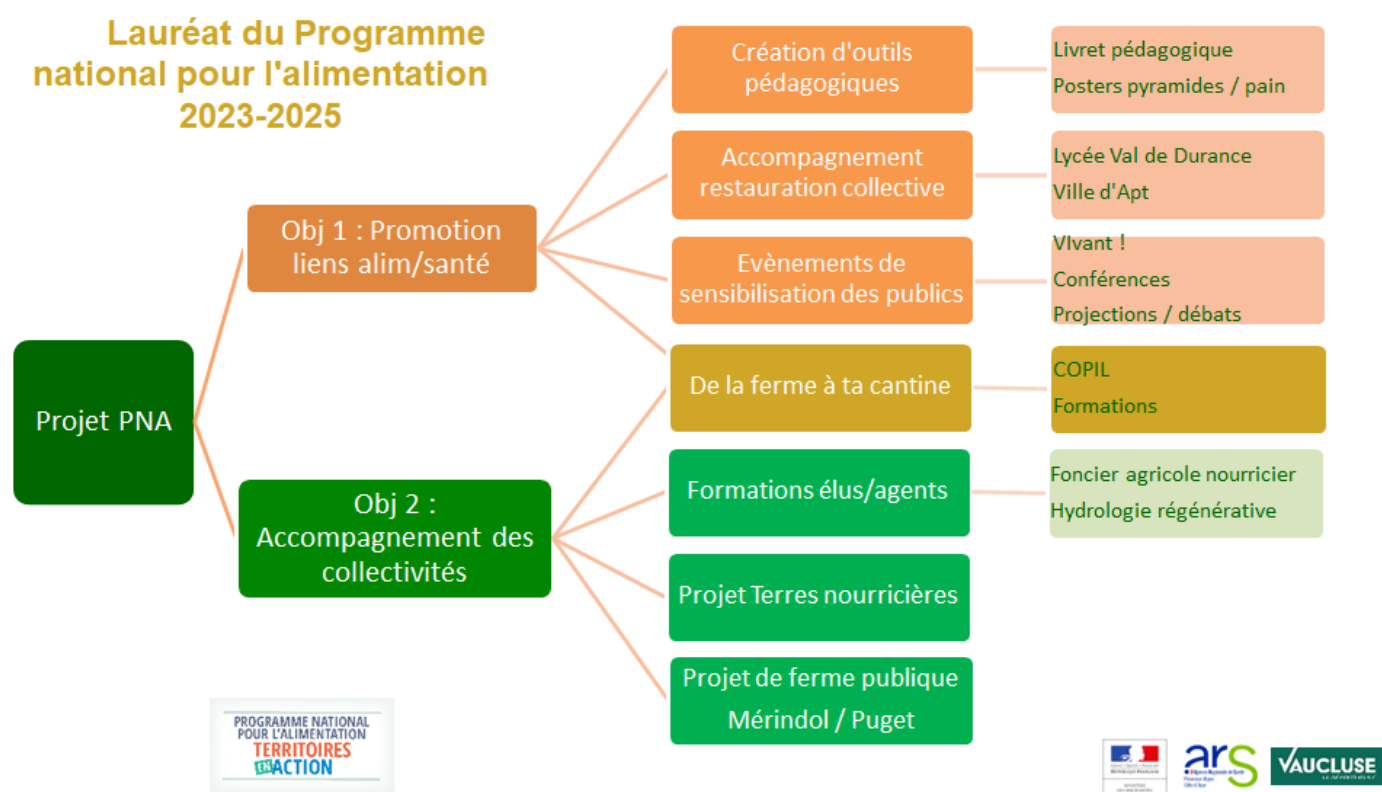 Lauréat du Programme
national pour l'alimentation
2023-2025
Projet PNA
Obj 1 : Promotion
liens alim/santé
Obj 2 :
Accompagnement des
collectivités
Création d'outils
pédagogiques
Livret pédagogique
Posters pyramides / pain
Accompagnement
restauration collective
Lycée Val de Durance
Ville d'Apt
Evènements de
sensibilisation des publics
VIvant !
Conférences
Projections / débats
De la ferme à ta cantine
COPIL
Formations
Formations élus/agents
Foncier agricole nourricier
Hydrologie régénérative
Projet Terres nourricières
Projet de ferme publique
Mérindol / Puget
PROGRAMME NATIONAL
POUR L'ALIMENTATION
TERRITOIRES
EN ACTION
RÉPUBLIQUE FRANÇAISE
ars
VAUCLUSE